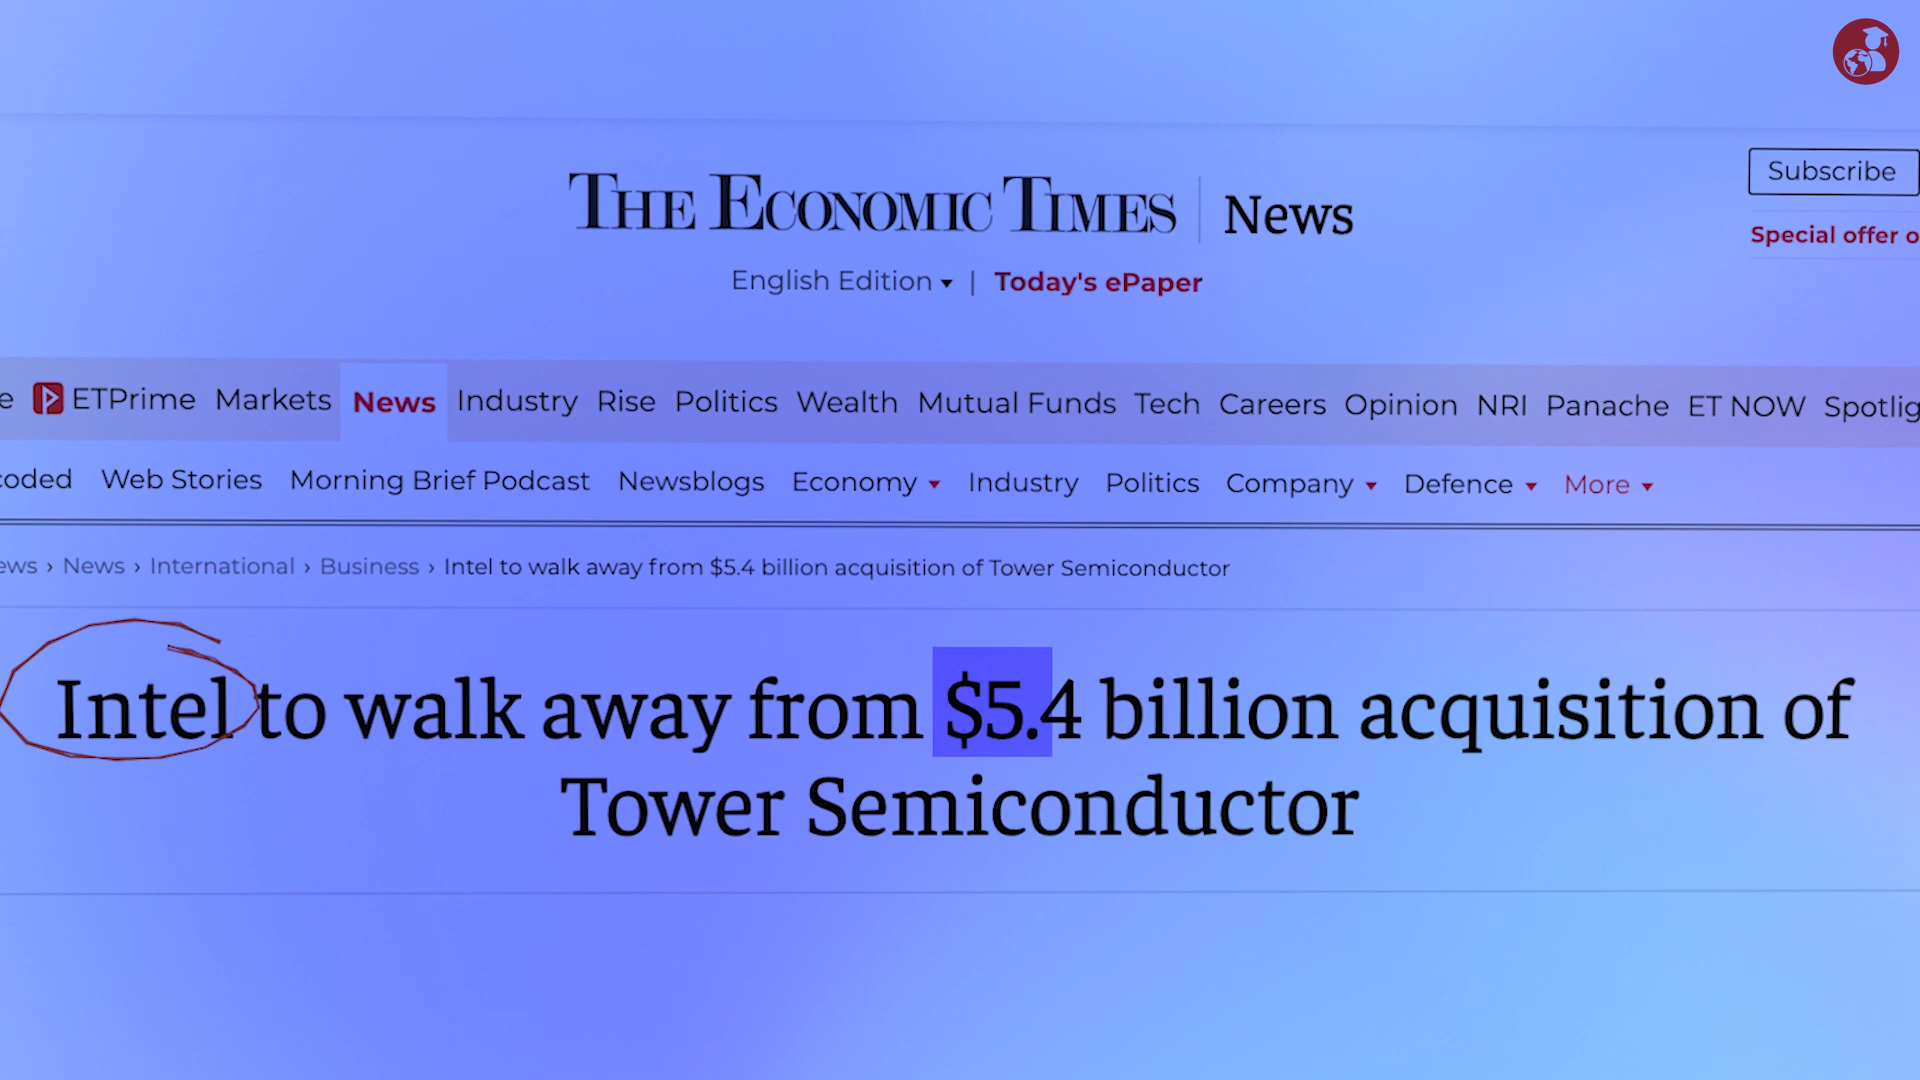 THE ECONOMIC TIMES | News
Subscribe
Special offer o
English Edition | Today's ePaper
e ETPrime Markets News Industry Rise Politics Wealth Mutual Funds Tech Careers Opinion NRI Panache ET NOW Spotlig
coded Web Stories Morning Brief Podcast Newsblogs Economy Industry Politics Company Defence More
ews › News › International › Business › Intel to walk away from $5.4 billion acquisition of Tower Semiconductor
Intel to walk away from $5.4 billion acquisition of
Tower Semiconductor